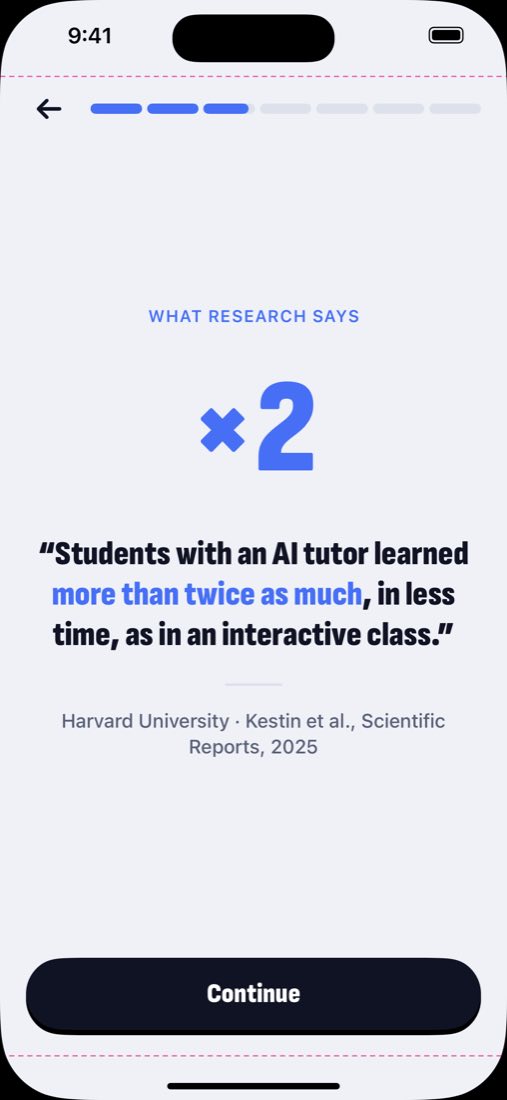 9:41
WHAT RESEARCH SAYS
×2
“Students with an AI tutor learned
more than twice as much, in less
time, as in an interactive class.”
Harvard University · Kestin et al., Scientific
Reports, 2025
Continue